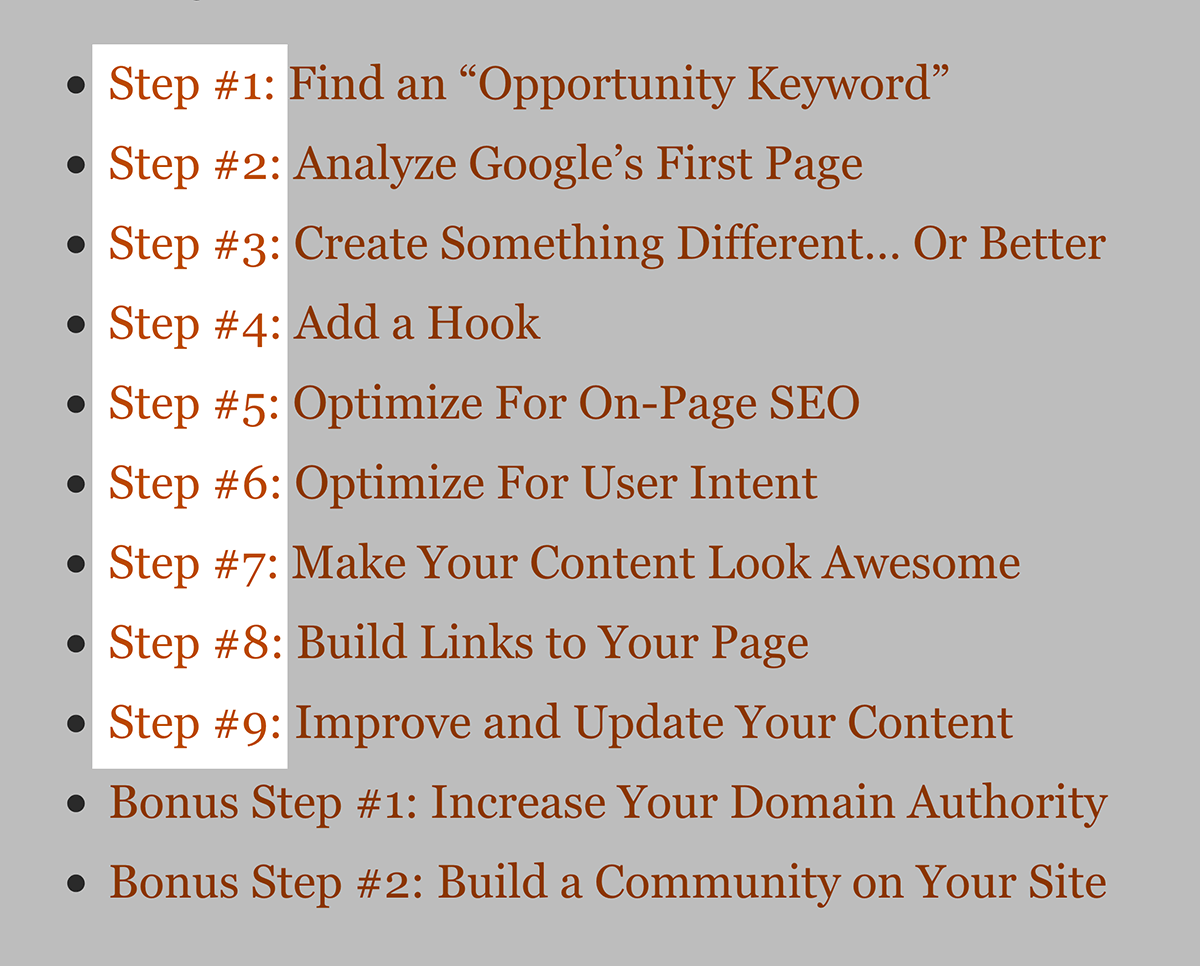 Step #1: Find an “Opportunity Keyword”
Step #2: Analyze Google’s First Page
Step #3: Create Something Different… Or Better
Step #4: Add a Hook
Step #5: Optimize For On-Page SEO
Step #6: Optimize For User Intent
Step #7: Make Your Content Look Awesome
Step #8: Build Links to Your Page
Step #9: Improve and Update Your Content
Bonus Step #1: Increase Your Domain Authority
Bonus Step #2: Build a Community on Your Site